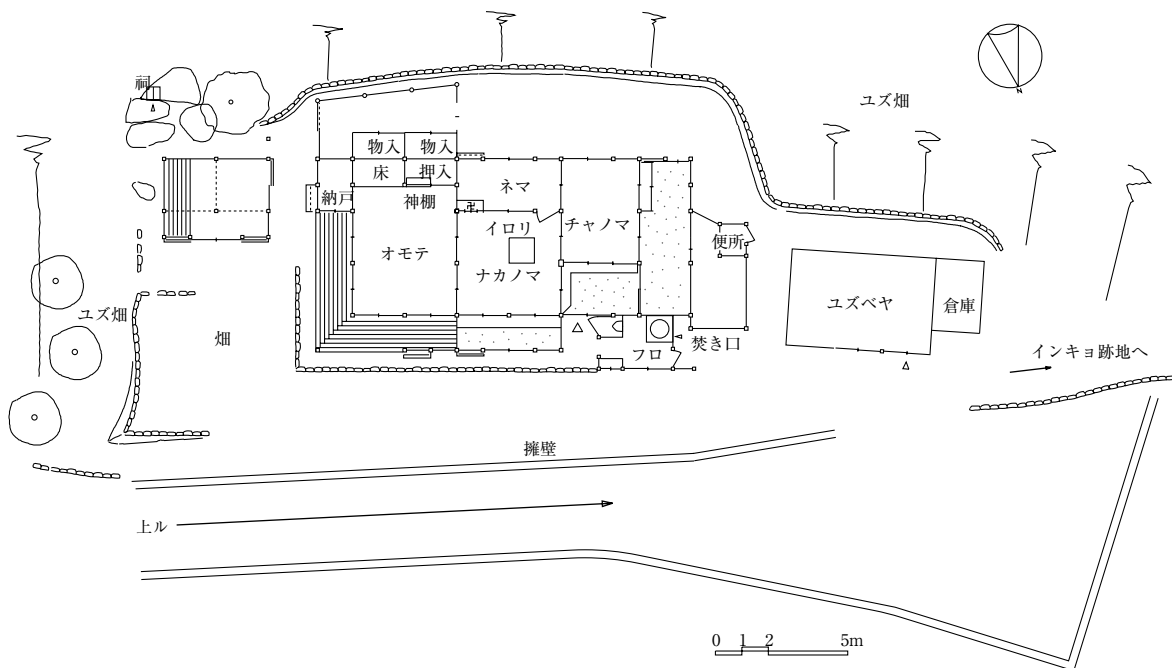 祠
N
ユズ畑
物入
物入
床
押入
ネマ
納戸
神棚
卍
イロリ
チャノマ
便所
オモテ
ナカノマ
ユズベヤ
倉庫
ユズ畑
畑
フロ
焚き口
インキョ跡地へ
擁壁
上ル
0 1 2 5m